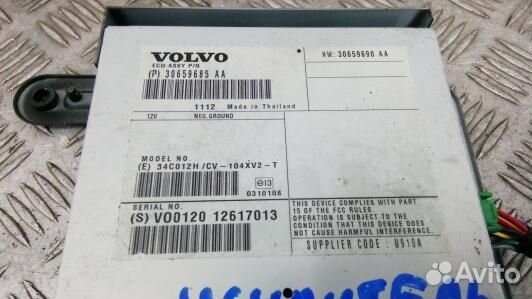 VOLVO
ECU ASSY P/N
(P) 30659685 AA
HW: 30659690 AA
1112 Made in Thailand
12V NEG.GROUND
MODEL NO.
(E) 34C012H/CV-104XV2-T
e13
0310108
SERIAL NO.
(S) VO0120 12617013
THIS DEVICE COMPLIES WITH PART
15 OF THE FCC RULES.
OPERATION IS SUBJECT TO THE
CONDITION THAT THIS DEVICE DOES
NOT CAUSE HARMFUL INTERFERENCE
SUPPLIER CODE : U910A
Avito